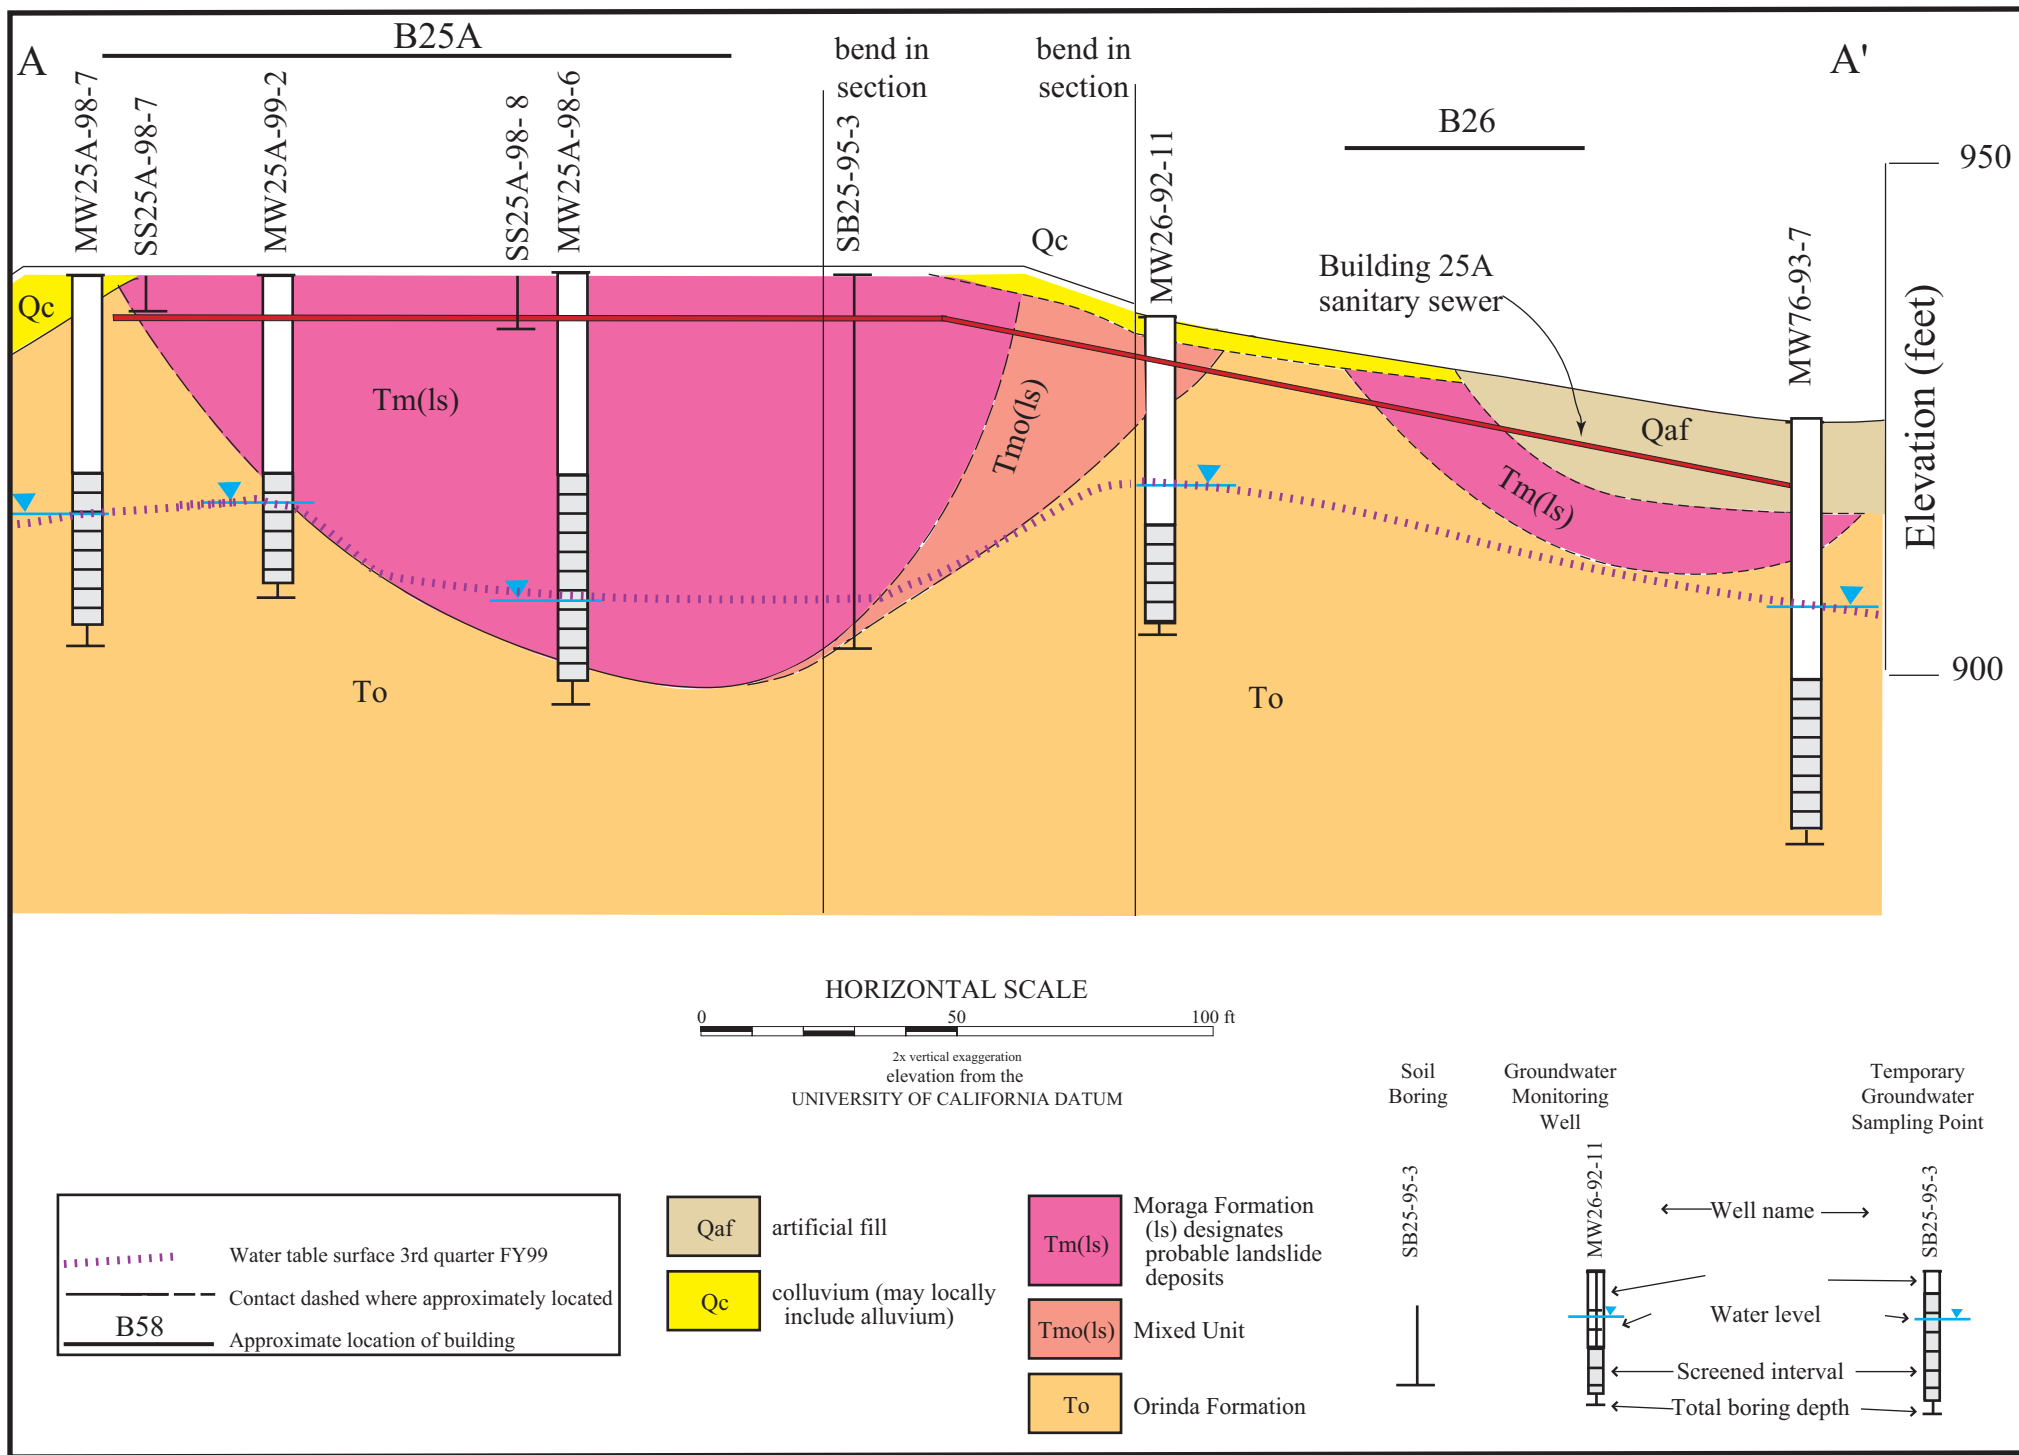 A
B25A
bend in
section
bend in
section
A'
B26
MW25A-98-7
SS25A-98-7
MW25A-99-2
SS25A-98- 8
MW25A-98-6
SB25-95-3
MW26-92-11
MW76-93-7
950
Qc
Qc
Building 25A
sanitary sewer
Elevation (feet)
Tm(ls)
Tmo(ls)
Qaf
Tm(ls)
900
To
To
HORIZONTAL SCALE
0 50 100 ft
2x vertical exaggeration
elevation from the
UNIVERSITY OF CALIFORNIA DATUM
Water table surface 3rd quarter FY99
Contact dashed where approximately located
B58
Approximate location of building
Qaf
artificial fill
Qc
colluvium (may locally
include alluvium)
Tm(ls)
Moraga Formation
(ls) designates
probable landslide
deposits
Tmo(ls)
Mixed Unit
To
Orinda Formation
Soil
Boring
Groundwater
Monitoring
Well
Temporary
Groundwater
Sampling Point
SB25-95-3
MW26-92-11
SB25-95-3
Well name
Water level
Screened interval
Total boring depth